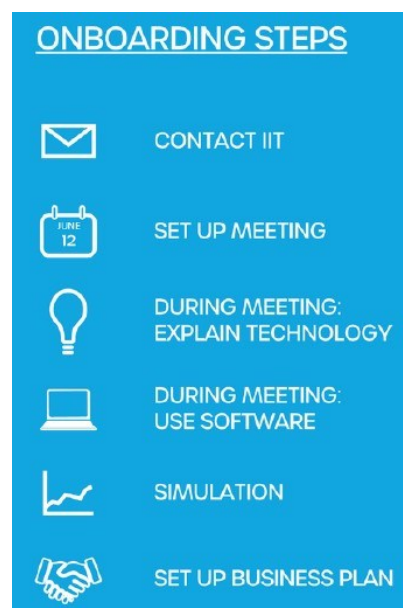 ONBOARDING STEPS
CONTACT IIT
JUNE
12
SET UP MEETING
DURING MEETING:
EXPLAIN TECHNOLOGY
DURING MEETING:
USE SOFTWARE
SIMULATION
SET UP BUSINESS PLAN